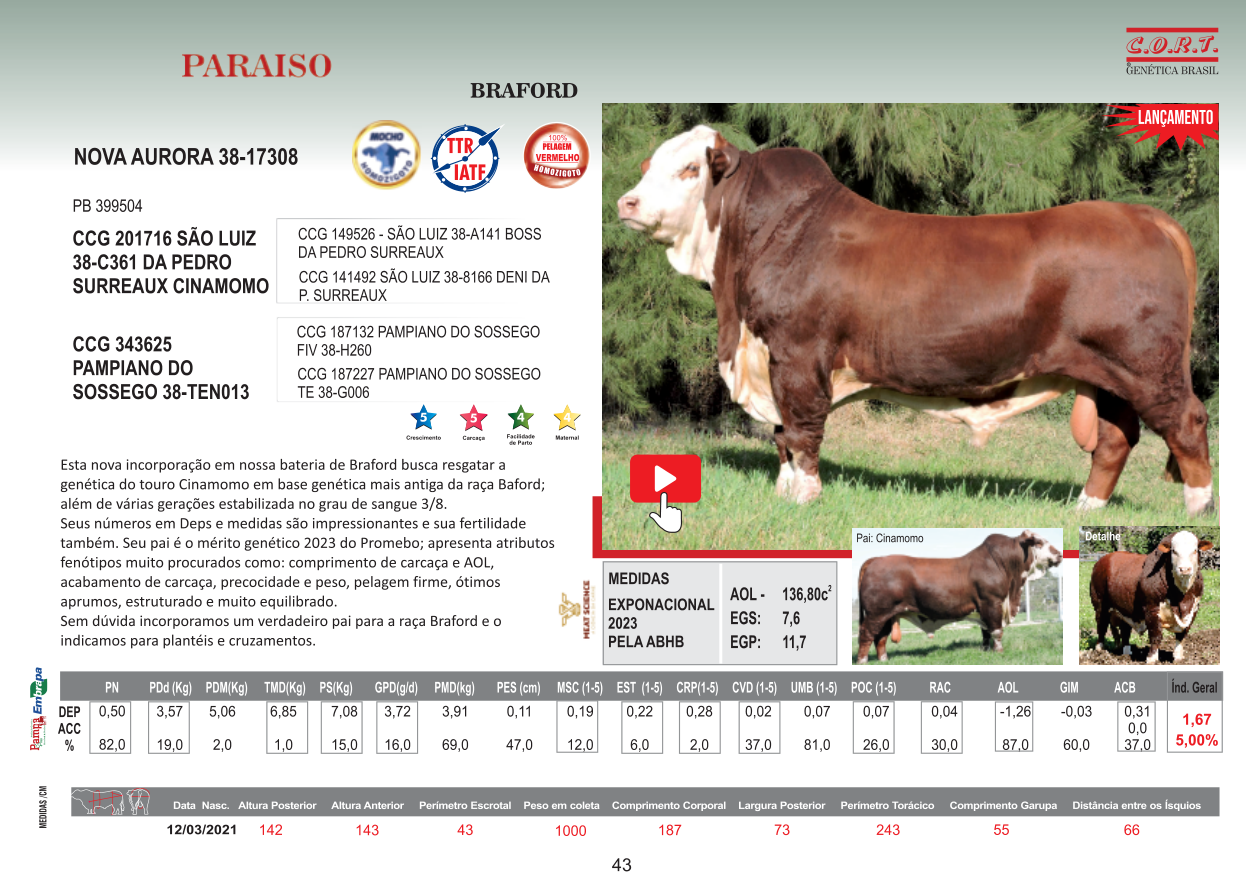 PARAISO
C.O.R.T.
®GENÉTICA BRASIL
BRAFORD
LANÇAMENTO
NOVA AURORA 38-17308
MOCHO
HOMOZIGOTO
TTR
IATF
100%
PELAGEM
VERMELHO
HOMOZIGOTO
PB 399504
CCG 201716 SÃO LUIZ
38-C361 DA PEDRO
SURREAUX CINAMOMO
CCG 149526 - SÃO LUIZ 38-A141 BOSS
DA PEDRO SURREAUX
CCG 141492 SÃO LUIZ 38-8166 DENI DA
P. SURREAUX
CCG 343625
PAMPIANO DO
SOSSEGO 38-TEN013
CCG 187132 PAMPIANO DO SOSSEGO
FIV 38-H260
CCG 187227 PAMPIANO DO SOSSEGO
TE 38-G006
5 5 4 4
Crescimento Carcaça Facilidade de Parto Maternal
Esta nova incorporação em nossa bateria de Braford busca resgatar a
genética do touro Cinamomo em base genética mais antiga da raça Baford;
além de várias gerações estabilizada no grau de sangue 3/8.
Seus números em Deps e medidas são impressionantes e sua fertilidade
também. Seu pai é o mérito genético 2023 do Promebo; apresenta atributos
fenótipos muito procurados como: comprimento de carcaça e AOL,
acabamento de carcaça, precocidade e peso, pelagem firme, ótimos
aprumos, estruturado e muito equilibrado.
Sem dúvida incorporamos um verdadeiro pai para a raça Braford e o
indicamos para plantéis e cruzamentos.
MEAT SCIENCE
MEDIDAS
EXPONACIONAL
2023
PELA ABHB
AOL - 136,80c²
EGS: 7,6
EGP: 11,7
Pai: Cinamomo
Detalhe
Pampa Embrapa
PN PDd (Kg) PDM(Kg) TMD(Kg) PS(Kg) GPD(g/d) PMD(kg) PES (cm) MSC (1-5) EST (1-5) CRP(1-5) CVD (1-5) UMB (1-5) POC (1-5) RAC AOL GIM ACB Índ. Geral
DEP 0,50 3,57 5,06 6,85 7,08 3,72 3,91 0,11 0,19 0,22 0,28 0,02 0,07 0,07 0,04 -1,26 -0,03 0,31 1,67
ACC 0,0
% 82,0 19,0 2,0 1,0 15,0 16,0 69,0 47,0 12,0 6,0 2,0 37,0 81,0 26,0 30,0 87,0 60,0 37,0 5,00%
MEDIDAS /CM
Data Nasc. Altura Posterior Altura Anterior Perímetro Escrotal Peso em coleta Comprimento Corporal Largura Posterior Perímetro Torácico Comprimento Garupa Distância entre os Ísquios
12/03/2021 142 143 43 1000 187 73 243 55 66
43